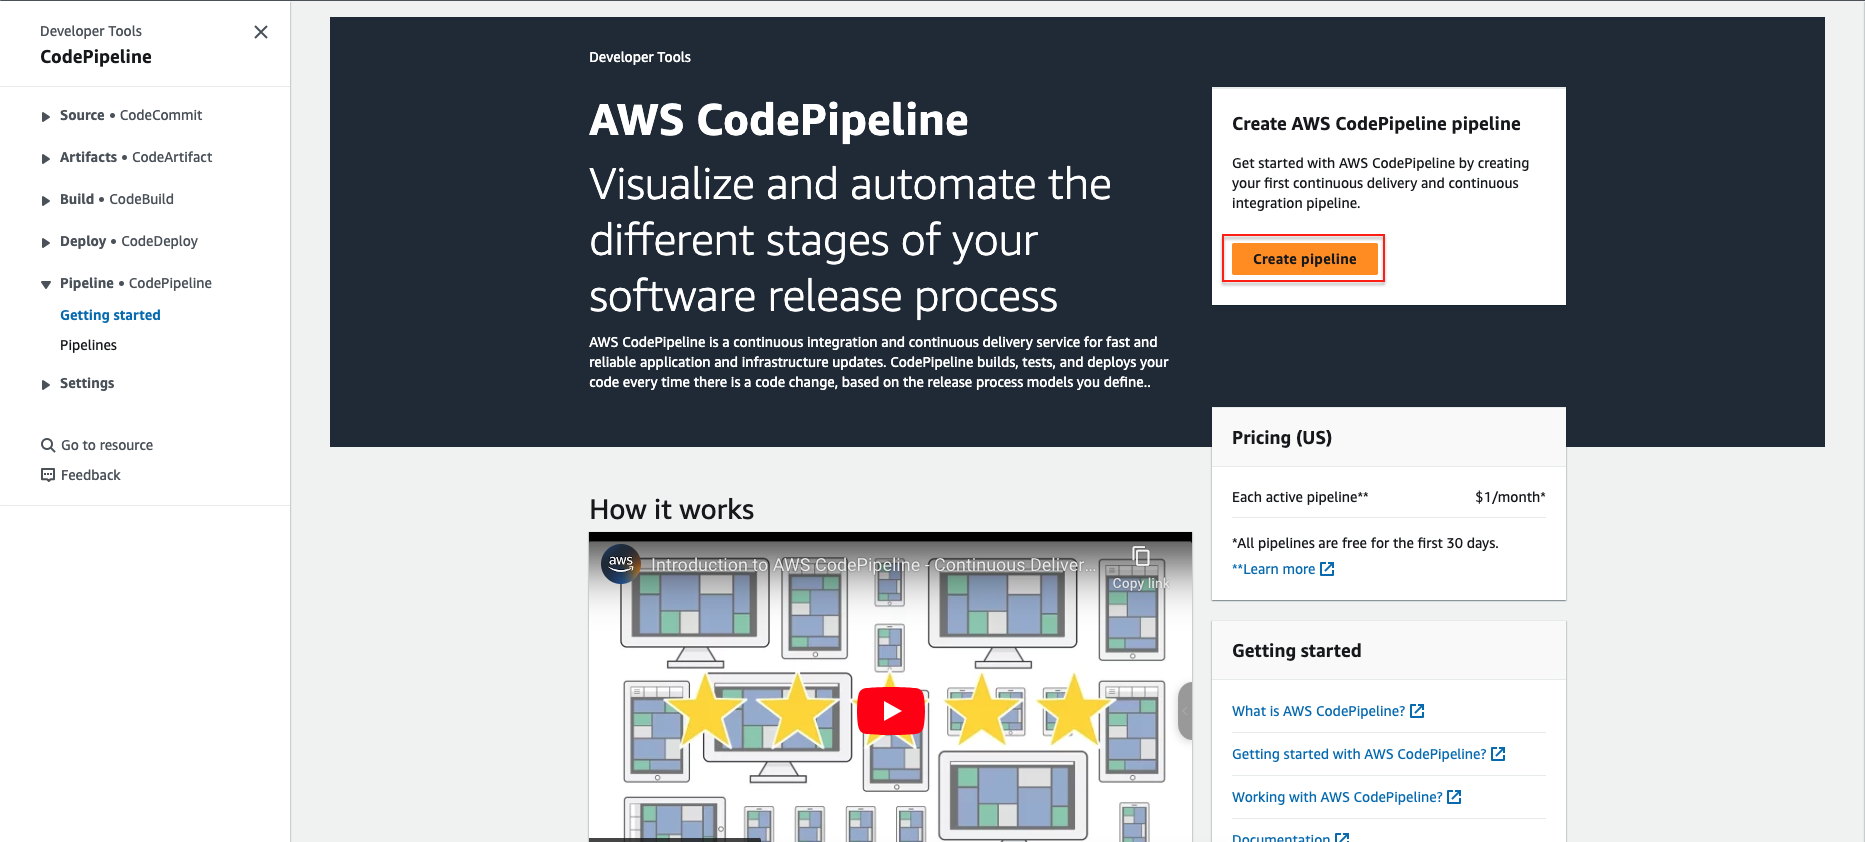 Developer Tools
CodePipeline
Source • CodeCommit
Artifacts • CodeArtifact
Build • CodeBuild
Deploy • CodeDeploy
Pipeline • CodePipeline
Getting started
Pipelines
Settings
Go to resource
Feedback
Developer Tools
AWS CodePipeline
Visualize and automate the
different stages of your
software release process
AWS CodePipeline is a continuous integration and continuous delivery service for fast and
reliable application and infrastructure updates. CodePipeline builds, tests, and deploys your
code every time there is a code change, based on the release process models you define..
Create AWS CodePipeline pipeline
Get started with AWS CodePipeline by creating
your first continuous delivery and continuous
integration pipeline.
Create pipeline
Pricing (US)
Each active pipeline** $1/month*
*All pipelines are free for the first 30 days.
**Learn more
How it works
aws
Introduction to AWS CodePipeline - Continuous Deliver...
Copy link
Getting started
What is AWS CodePipeline?
Getting started with AWS CodePipeline?
Working with AWS CodePipeline?
Documentation